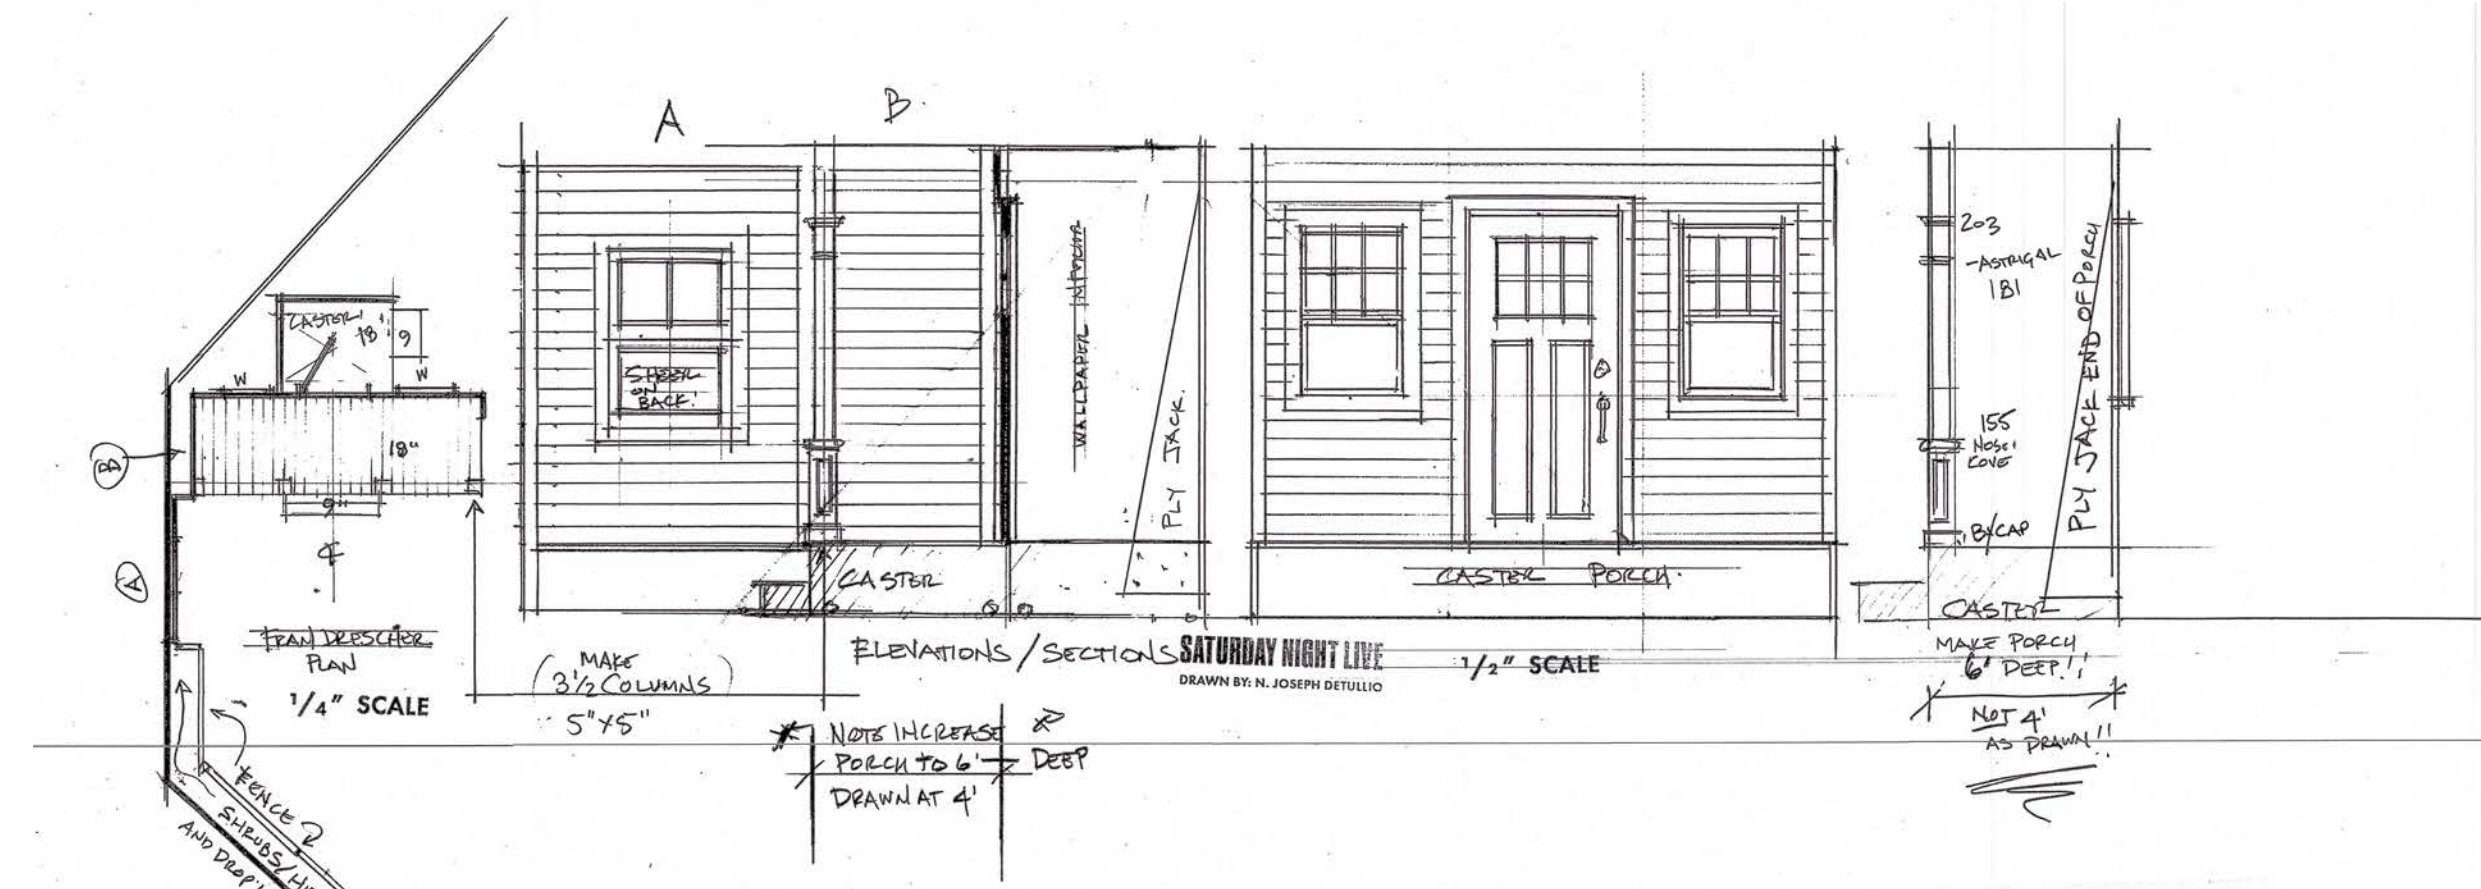 A
B.
CASTER
18
9
W
W
18"
B
9"
A
FRAN DRESCHER
PLAN
1/4" SCALE
FENCE
SHRUBS/
AND DROP
SHEER
ON
BACK!
WALLPAPER INTERIOR
PLY JACK.
CASTER
MAKE
3 1/2 COLUMNS
5"x5"
ELEVATIONS / SECTIONS
SATURDAY NIGHT LIVE
DRAWN BY: N. JOSEPH DETULLIO
1/2" SCALE
NOTE INCREASE
PORCH TO 6' DEEP
DRAWN AT 4'
CASTER PORCH.
203
-ASTRIGAL
181
155
NOSE
COVE
B/CAP
PLY JACK END OF PORCH
CASTER
MAKE PORCH
6' DEEP!!
NOT 4'
AS DRAWN!!